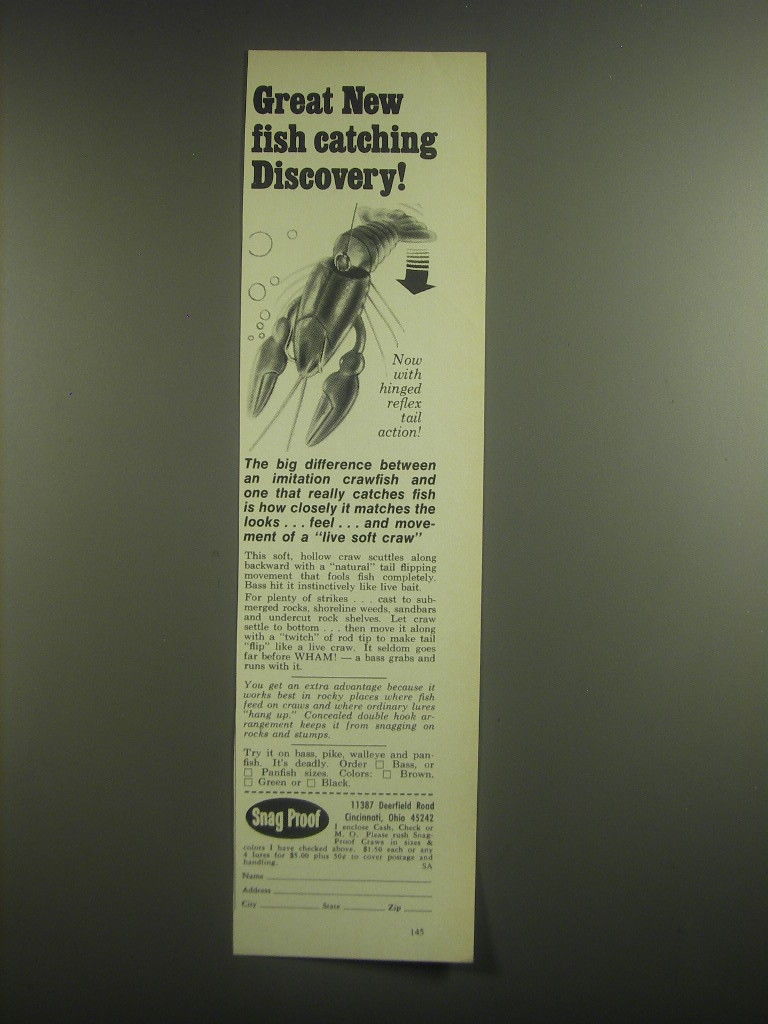 Great New
fish catching
Discovery!
Now
with
hinged
reflex
tail
action!
The big difference between
an imitation crawfish and
one that really catches fish
is how closely it matches the
looks . . . feel . . . and move-
ment of a "live soft craw"
This soft, hollow craw scuttles along
backward with a "natural" tail flipping
movement that fools fish completely.
Bass hit it instinctively like live bait.
For plenty of strikes . . . cast to sub-
merged rocks, shoreline weeds, sandbars
and undercut rock shelves. Let craw
settle to bottom . . . then move it along
with a "twitch" of rod tip to make tail
"flip" like a live craw. It seldom goes
far before WHAM! — a bass grabs and
runs with it.
You get an extra advantage because it
works best in rocky places where fish
feed on craws and where ordinary lures
"hang up." Concealed double hook ar-
rangement keeps it from snagging on
rocks and stumps.
Try it on bass, pike, walleye and pan-
fish. It's deadly. Order □ Bass, or
□ Panfish sizes. Colors: □ Brown,
□ Green or □ Black.
Snag Proof
11387 Deerfield Road
Cincinnati, Ohio 45242
I enclose Cash, Check or
M. O. Please rush Snag-
Proof Craws in sizes &
colors I have checked above. $1.50 each or any
4 lures for $5.00 plus 50¢ to cover postage and
handling. SA
Name
Address
City State Zip
145